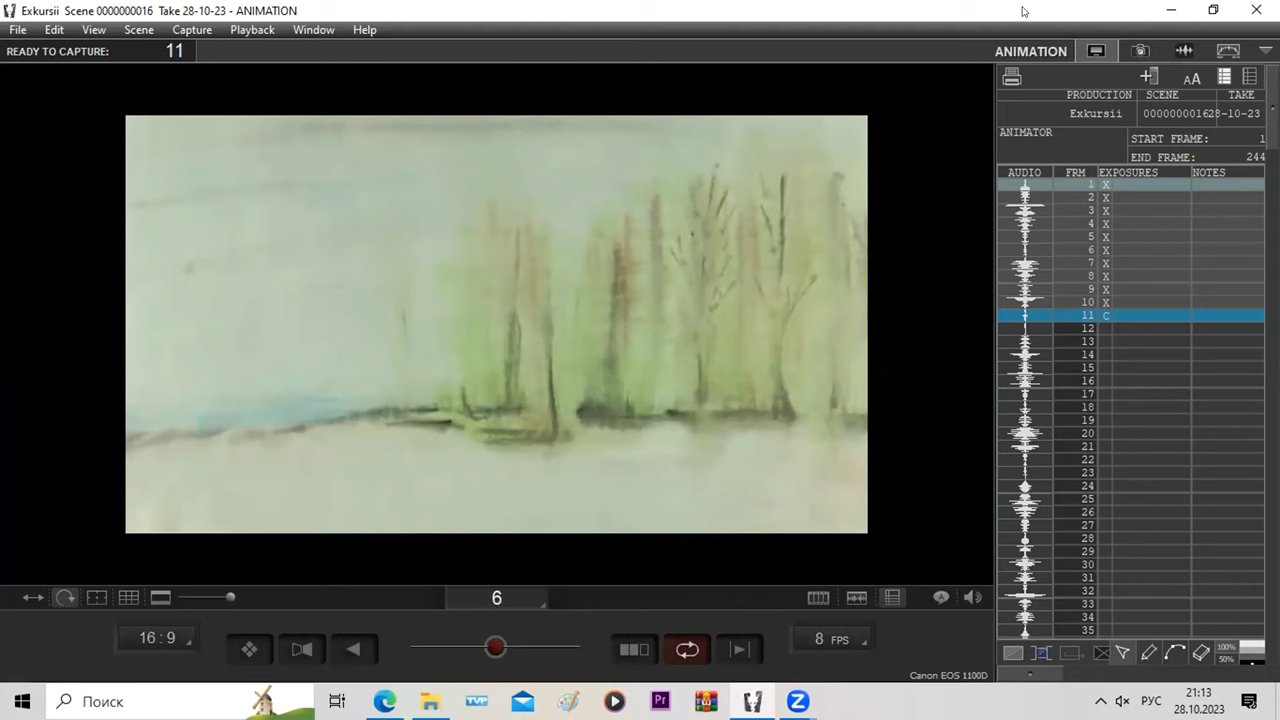 Exkursii Scene 0000000016 Take 28-10-23 - ANIMATION
File Edit View Scene Capture Playback Window Help
READY TO CAPTURE: 11
ANIMATION
AA
PRODUCTION SCENE TAKE
Exkursii 000000001628-10-23
ANIMATOR
START FRAME: 1
END FRAME: 244
AUDIO FRM EXPOSURES NOTES
1 X
2 X
3 X
4 X
5 X
6 X
7 X
8 X
9 X
10 X
11 C
12
13
14
15
16
17
18
19
20
21
22
23
24
25
26
27
28
29
30
31
32
33
34
35
6
16:9
8 FPS
100%
50%
Canon EOS 1100D
Поиск
TVP
Pr
РУС
21:13
28.10.2023